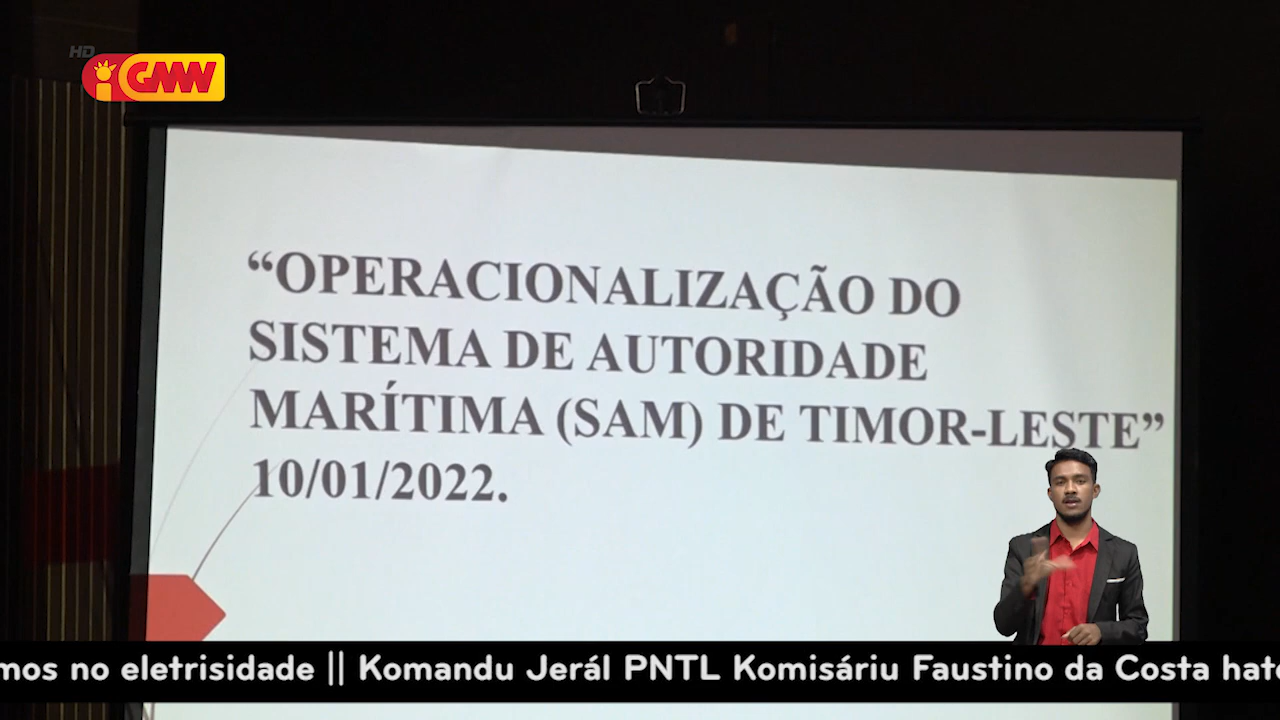 HD
GMN
“OPERACIONALIZAÇÃO DO
SISTEMA DE AUTORIDADE
MARÍTIMA (SAM) DE TIMOR-LESTE”
10/01/2022.
mos no eletrisidade || Komandu Jerál PNTL Komisáriu Faustino da Costa hato